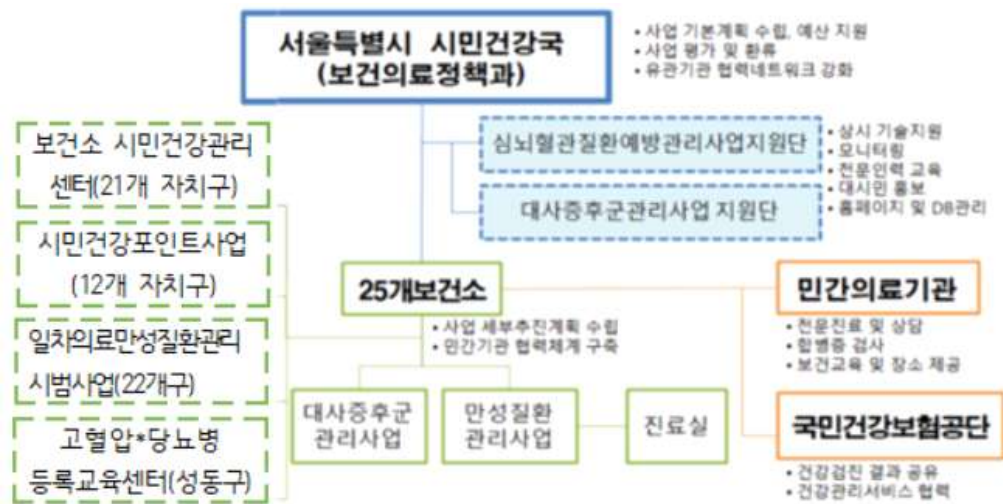 서울특별시 시민건강국
(보건의료정책과)
• 사업 기본계획 수립, 예산 지원
• 사업 평가 및 환류
• 유관기관 협력네트워크 강화
심뇌혈관질환예방관리사업지원단
대사증후군관리사업 지원단
• 상시 기술지원
• 모니터링
• 전문인력 교육
• 대시민 홍보
• 홈페이지 및 DB관리
보건소 시민건강관리
센터(21개 자치구)
시민건강포인트사업
(12개 자치구)
일차의료만성질환관리
시범사업(22개구)
고혈압*당뇨병
등록교육센터(성동구)
25개보건소
• 사업 세부추진계획 수립
• 민간기관 협력체계 구축
대사증후군
관리사업
만성질환
관리사업
진료실
민간의료기관
• 전문진료 및 상담
• 합병증 검사
• 보건교육 및 장소 제공
국민건강보험공단
• 건강검진 결과 공유
• 건강관리서비스 협력